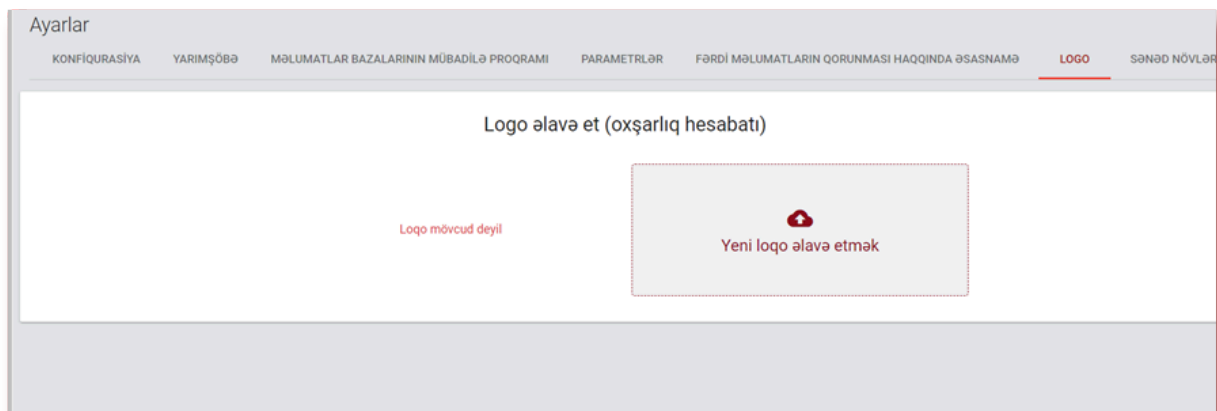 Ayarlar
KONFİQURASİYA YARIMŞÖBƏ MƏLUMATLAR BAZALARININ MÜBADİLƏ PROQRAMI PARAMETRLƏR FƏRDİ MƏLUMATLARIN QORUNMASI HAQQINDA ƏSASNAMƏ LOGO SƏNƏD NÖVLƏR
Logo əlavə et (oxşarlıq hesabatı)
Loqo mövcud deyil
Yeni loqo əlavə etmək